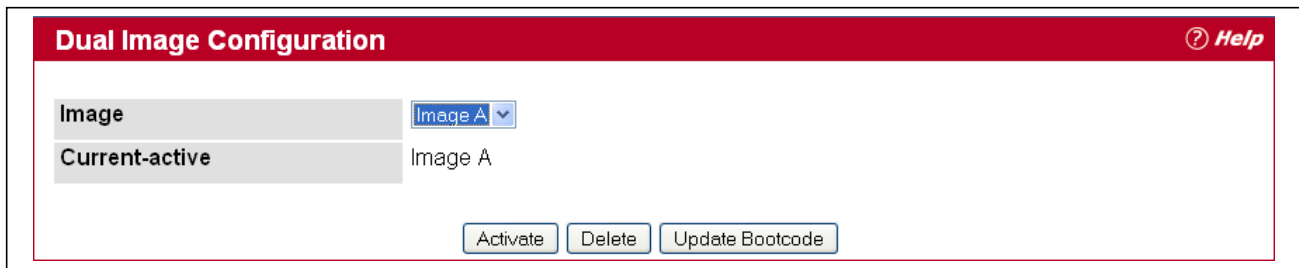 Dual Image Configuration ? Help
Image Image A
Current-active Image A
Activate Delete Update Bootcode